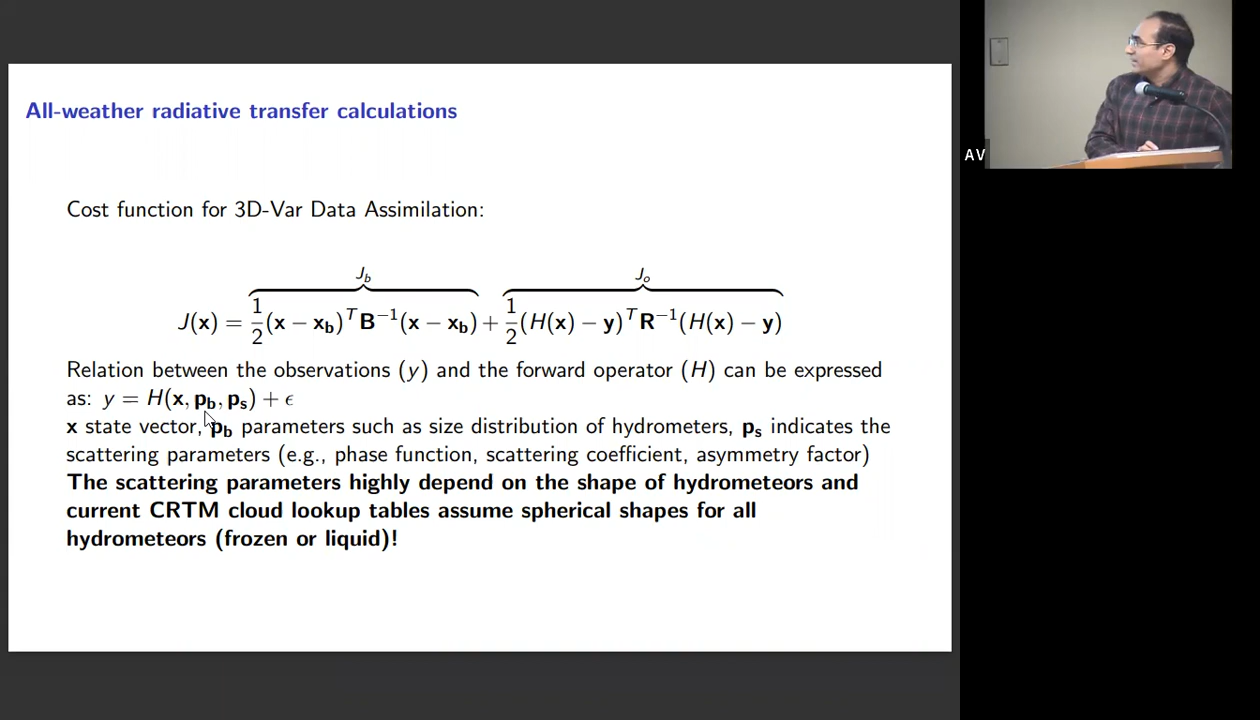 All-weather radiative transfer calculations
Cost function for 3D-Var Data Assimilation:
J_b J_o
J(x) = 1/2 (x − x_b)^T B^−1 (x − x_b) + 1/2 (H(x) − y)^T R^−1 (H(x) − y)
Relation between the observations (y) and the forward operator (H) can be expressed
as: y = H(x, p_b, p_s) + ϵ
x state vector, p_b parameters such as size distribution of hydrometers, p_s indicates the
scattering parameters (e.g., phase function, scattering coefficient, asymmetry factor)
The scattering parameters highly depend on the shape of hydrometeors and
current CRTM cloud lookup tables assume spherical shapes for all
hydrometeors (frozen or liquid)!
AV